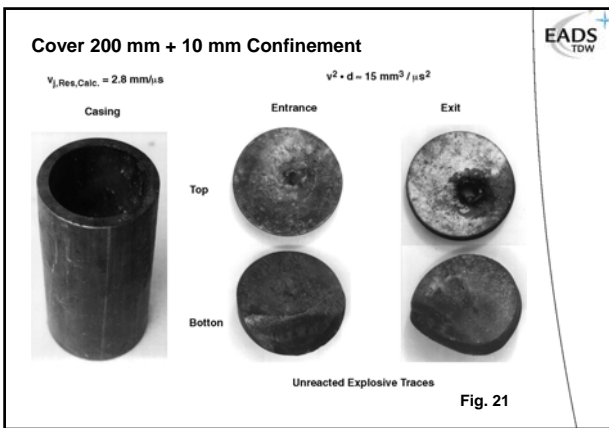 Cover 200 mm + 10 mm Confinement
EADS
TDW
v j,Res,Calc. = 2.8 mm/μs
v² • d ≈ 15 mm³ / μs²
Casing
Entrance
Exit
Top
Botton
Unreacted Explosive Traces
Fig. 21